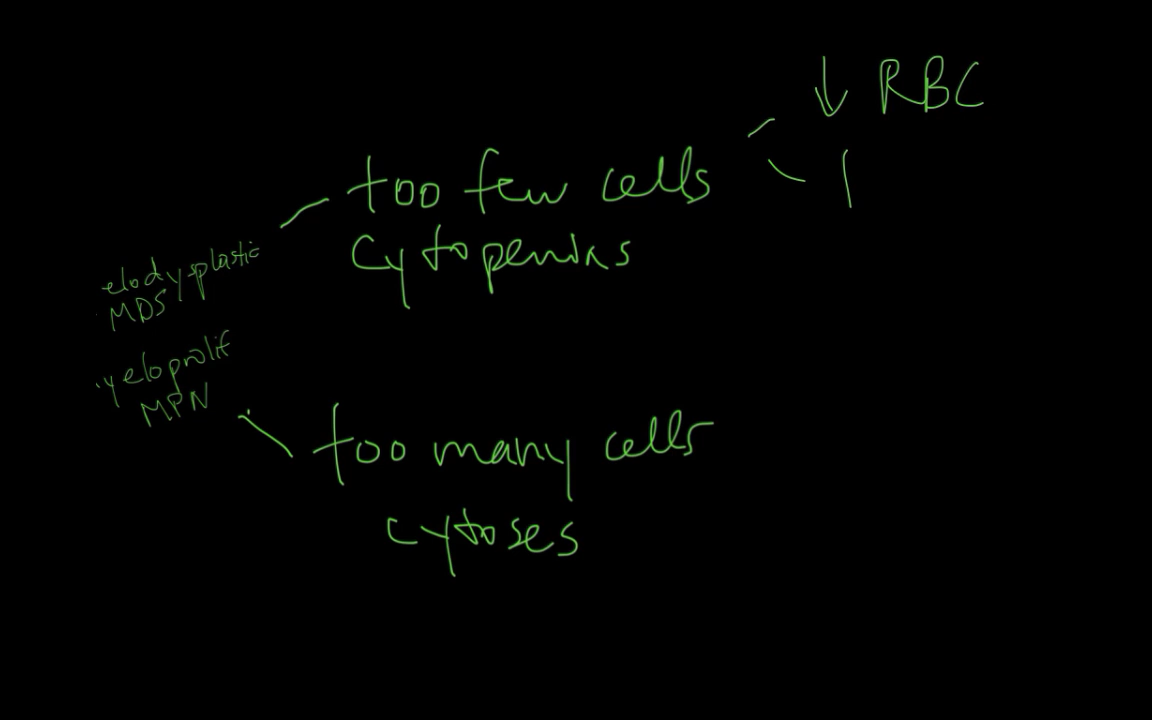 ↓ RBC
too few cells
cytopenias
elodysplastic
MDS
yeloprolif
MPN
too many cells
cytoses